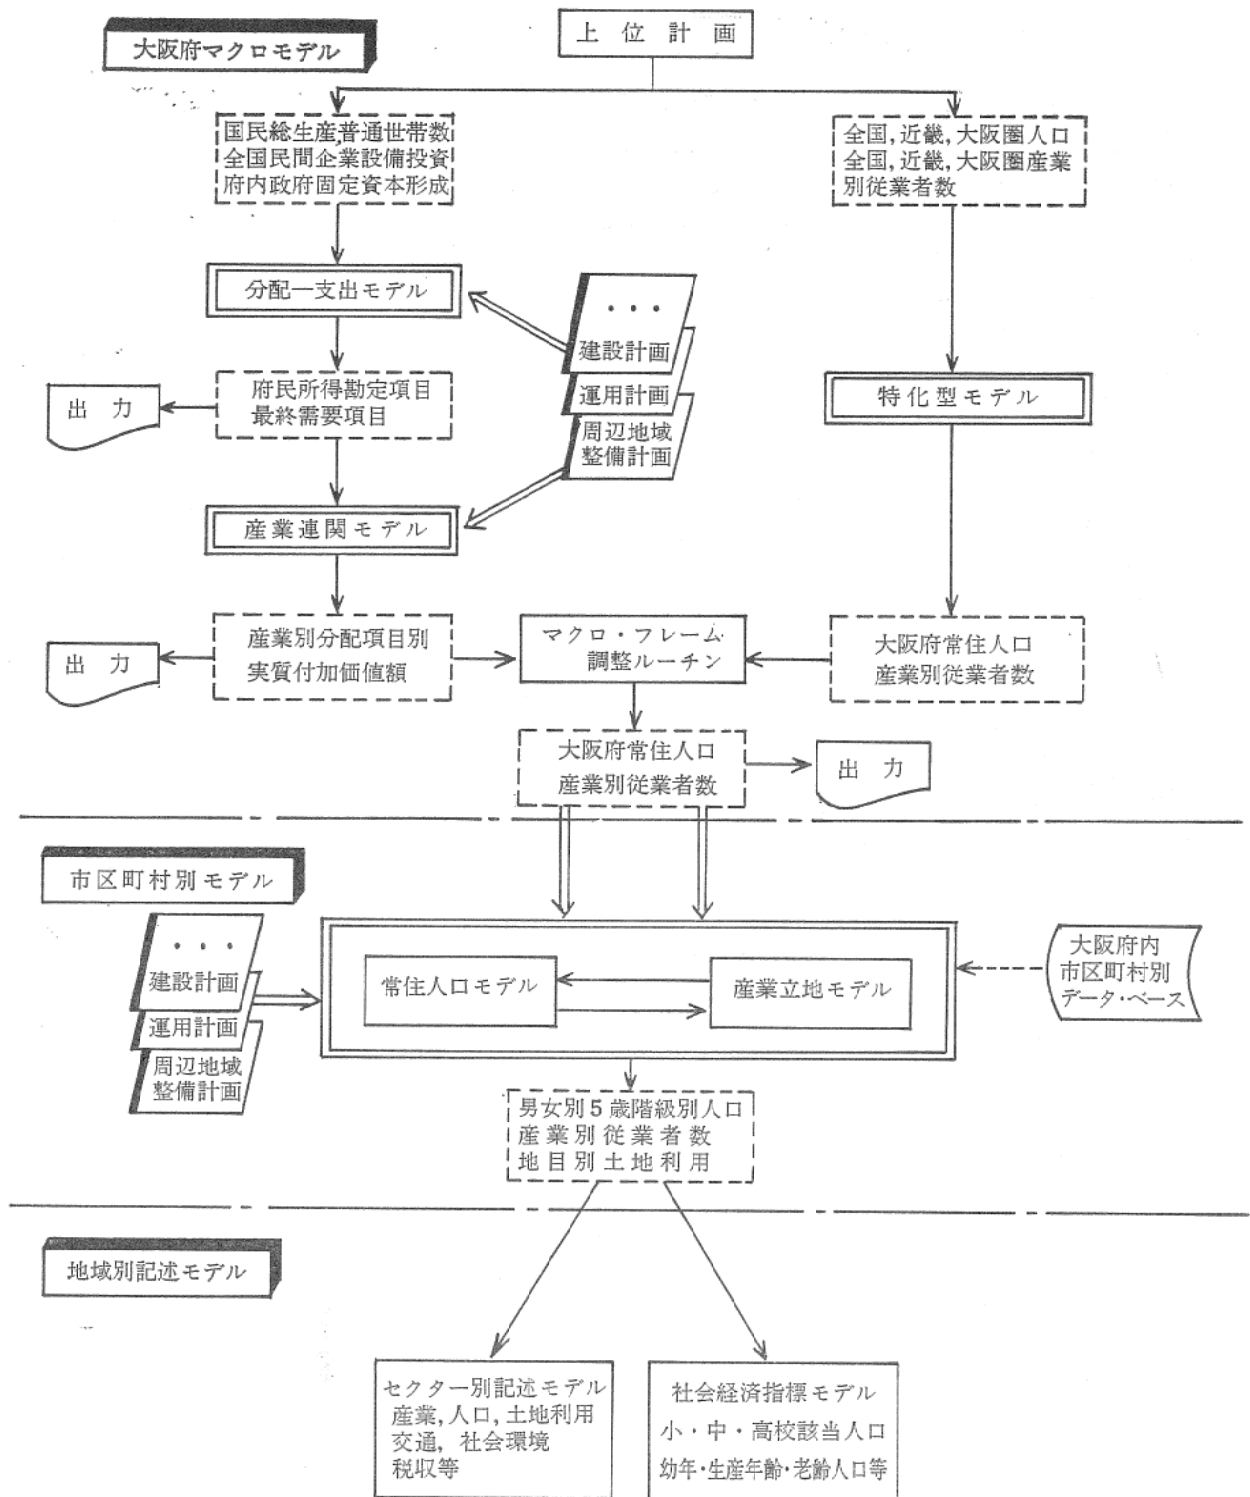 上位計画
大阪府マクロモデル
国民総生産,普通世帯数
全国民間企業設備投資
府内政府固定資本形成
全国,近畿,大阪圏人口
全国,近畿,大阪圏産業
別従業者数
分配―支出モデル
・・・
建設計画
運用計画
周辺地域
整備計画
府民所得勘定項目
最終需要項目
出力
特化型モデル
産業連関モデル
産業別分配項目別
実質付加価値額
出力
マクロ・フレーム
調整ルーチン
大阪府常住人口
産業別従業者数
大阪府常住人口
産業別従業者数
出力
市区町村別モデル
・・・
建設計画
運用計画
周辺地域
整備計画
常住人口モデル
産業立地モデル
大阪府内
市区町村別
データ・ベース
男女別5歳階級別人口
産業別従業者数
地目別土地利用
地域別記述モデル
セクター別記述モデル
産業,人口,土地利用
交通,社会環境
税収等
社会経済指標モデル
小・中・高校該当人口
幼年・生産年齢・老齢人口等